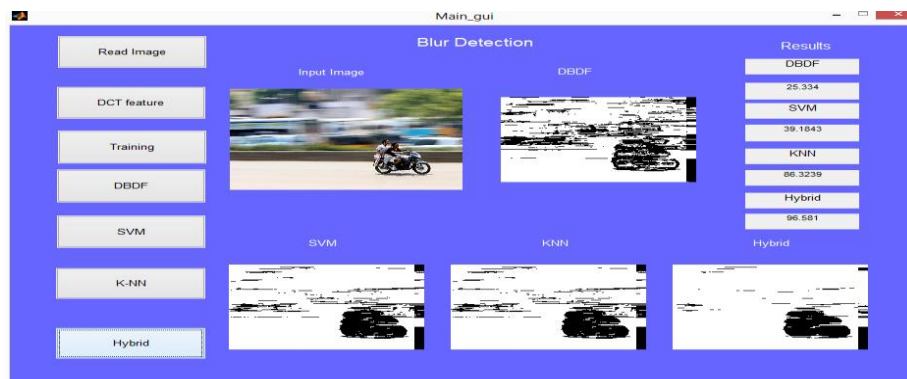 Main_gui
Blur Detection
Read Image
DCT feature
Training
DBDF
SVM
K-NN
Hybrid
Input Image
DBDF
SVM
KNN
Hybrid
Results
DBDF
25.334
SVM
39.1843
KNN
86.3239
Hybrid
96.581